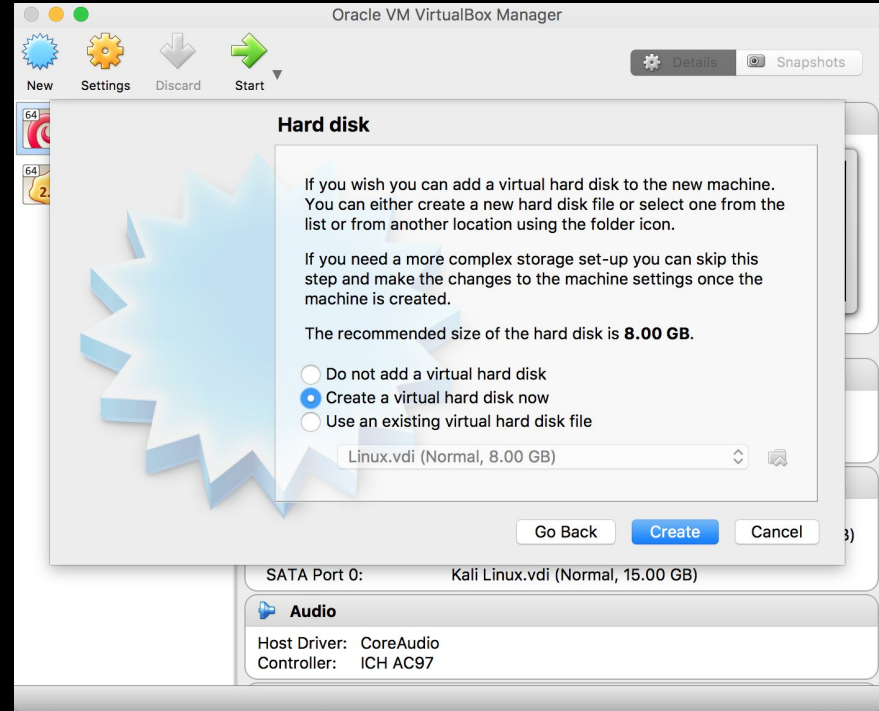 Oracle VM VirtualBox Manager
New Settings Discard Start Details Snapshots
64
64
2.
Hard disk
If you wish you can add a virtual hard disk to the new machine.
You can either create a new hard disk file or select one from the
list or from another location using the folder icon.
If you need a more complex storage set-up you can skip this
step and make the changes to the machine settings once the
machine is created.
The recommended size of the hard disk is 8.00 GB.
Do not add a virtual hard disk
Create a virtual hard disk now
Use an existing virtual hard disk file
Linux.vdi (Normal, 8.00 GB)
Go Back Create Cancel
SATA Port 0: Kali Linux.vdi (Normal, 15.00 GB)
Audio
Host Driver: CoreAudio
Controller: ICH AC97